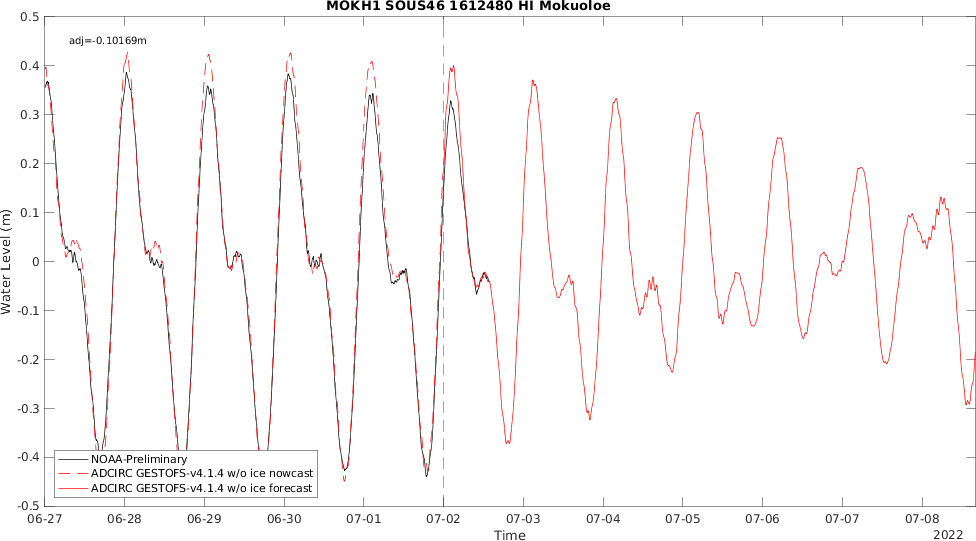 MOKH1 SOUS46 1612480 HI Mokuoloe
adj=-0.10169m
Water Level (m)
0.5
0.4
0.3
0.2
0.1
0
-0.1
-0.2
-0.3
-0.4
-0.5
NOAA-Preliminary
ADCIRC GESTOFS-v4.1.4 w/o ice nowcast
ADCIRC GESTOFS-v4.1.4 w/o ice forecast
06-27 06-28 06-29 06-30 07-01 07-02 07-03 07-04 07-05 07-06 07-07 07-08
Time
2022